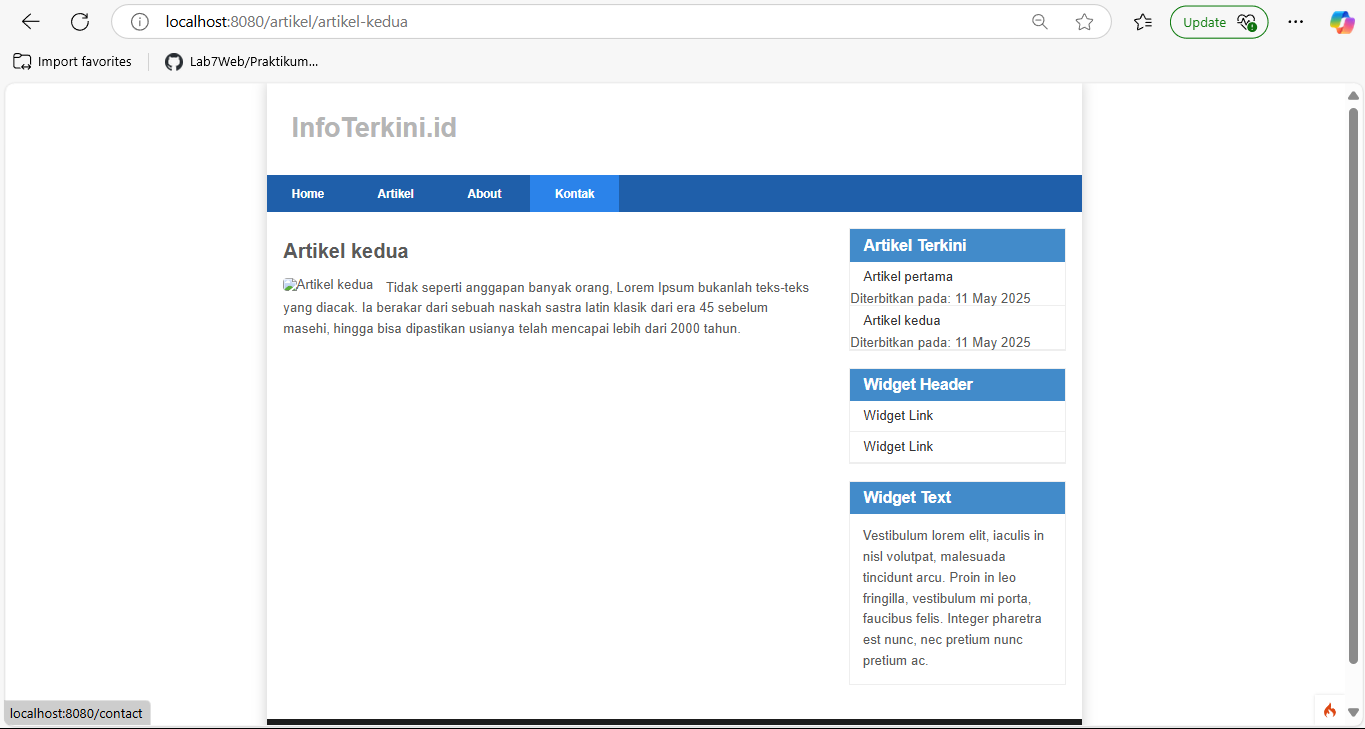 localhost:8080/artikel/artikel-kedua
Update
Import favorites
Lab7Web/Praktikum...
InfoTerkini.id
Home Artikel About Kontak
Artikel kedua
Artikel kedua Tidak seperti anggapan banyak orang, Lorem Ipsum bukanlah teks-teks
yang diacak. Ia berakar dari sebuah naskah sastra latin klasik dari era 45 sebelum
masehi, hingga bisa dipastikan usianya telah mencapai lebih dari 2000 tahun.
Artikel Terkini
Artikel pertama
Diterbitkan pada: 11 May 2025
Artikel kedua
Diterbitkan pada: 11 May 2025
Widget Header
Widget Link
Widget Link
Widget Text
Vestibulum lorem elit, iaculis in
nisl volutpat, malesuada
tincidunt arcu. Proin in leo
fringilla, vestibulum mi porta,
faucibus felis. Integer pharetra
est nunc, nec pretium nunc
pretium ac.
localhost:8080/contact